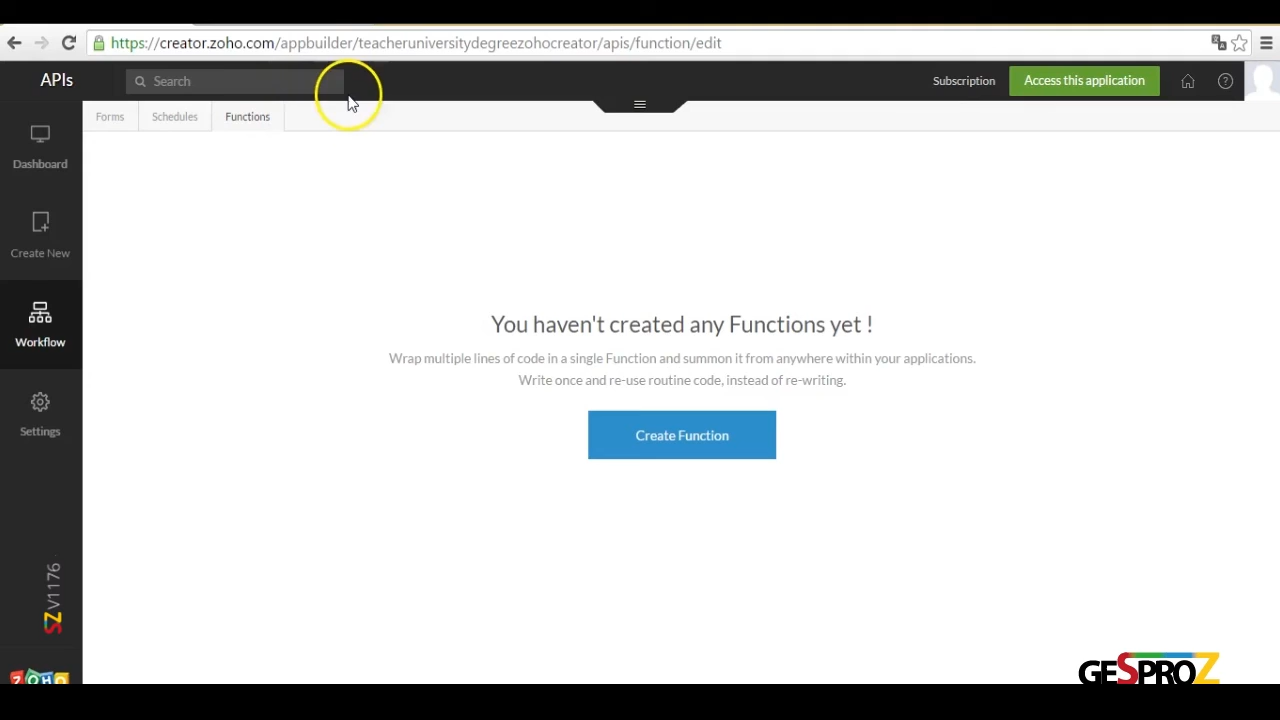 https://creator.zoho.com/appbuilder/teacheruniversitydegreezohocreator/apis/function/edit
APIs
Search
Subscription
Access this application
Forms
Schedules
Functions
Dashboard
Create New
Workflow
Settings
You haven't created any Functions yet !
Wrap multiple lines of code in a single Function and summon it from anywhere within your applications.
Write once and re-use routine code, instead of re-writing.
Create Function
SZ V1176
ZOHO
GESPROZ